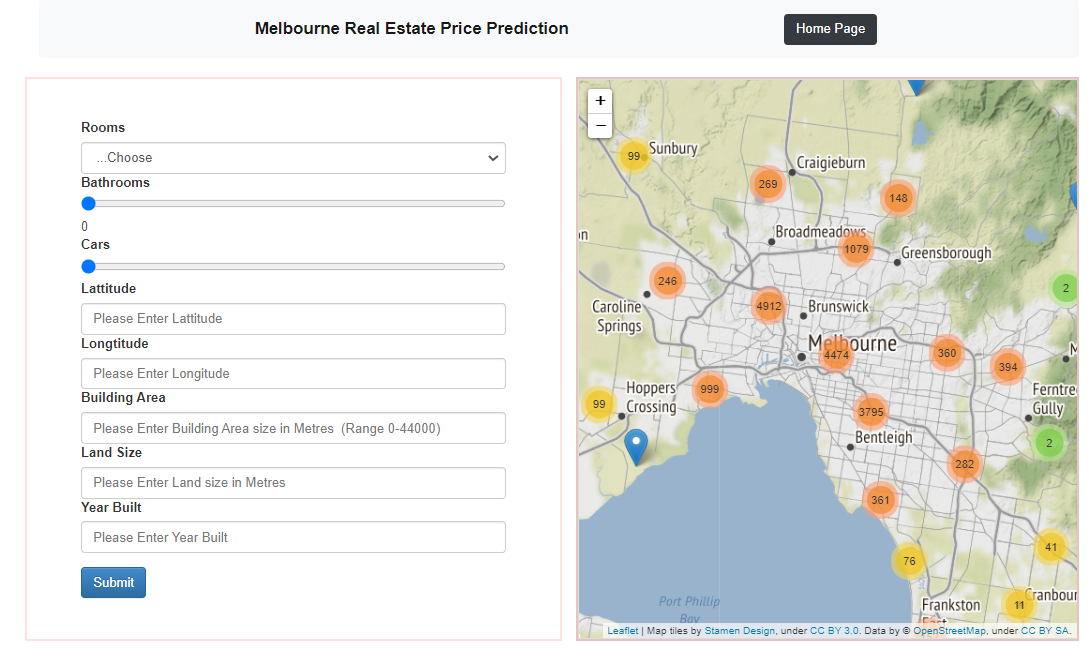 Melbourne Real Estate Price Prediction
Home Page
Rooms
...Choose
Bathrooms
0
Cars
Lattitude
Please Enter Lattitude
Longtitude
Please Enter Longitude
Building Area
Please Enter Building Area size in Metres (Range 0-44000)
Land Size
Please Enter Land size in Metres
Year Built
Please Enter Year Built
Submit
+
−
99
Sunbury
269
Craigieburn
148
n
Broadmeadows
1079
Greensborough
246
2
Caroline
Springs
4912
Brunswick
Melbourne
4474
360
394
M
999
Hoppers
Crossing
99
Ferntree
Gully
3795
Bentleigh
2
282
361
76
41
Port Phillip
Bay
Frankston
East
11
Cranbour
Leaflet | Map tiles by Stamen Design, under CC BY 3.0. Data by © OpenStreetMap, under CC BY SA.